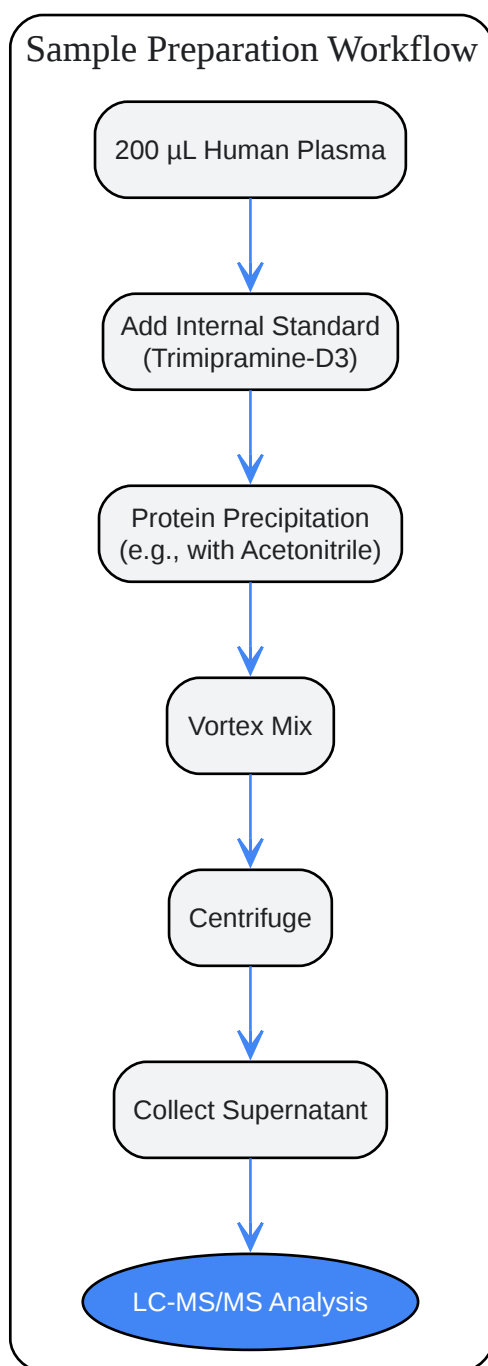 Sample Preparation Workflow
200 µL Human Plasma
Add Internal Standard
(Trimipramine-D3)
Protein Precipitation
(e.g., with Acetonitrile)
Vortex Mix
Centrifuge
Collect Supernatant
LC-MS/MS Analysis